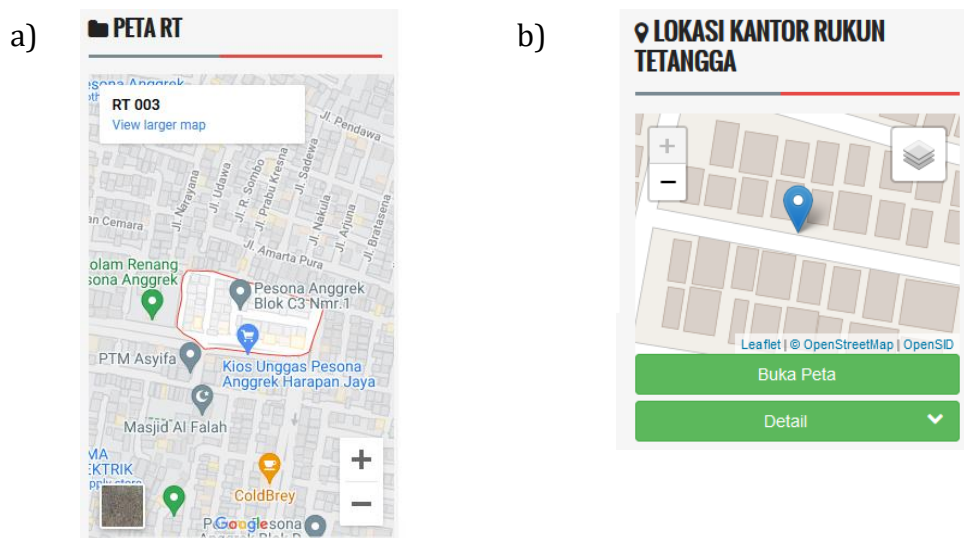 a)
PETA RT
RT 003
View larger map
Jl. Pendawa
Jl. Narayana
Jl. Udawa
Jl. R. Sombo
Jl. Prabu Kresna
Jl. Sadewa
Jl. Nakula
Jl. Arjuna
Jl. Bratasena
an Cemara
Jl. Amarta Pura
olam Renang
sona Anggrek
Pesona Anggrek
Blok C3 Nmr.1
PTM Asyifa
Kios Unggas Pesona
Anggrek Harapan Jaya
Masjid Al Falah
MA
EKTRIK
ColdBrey
Google
sona
+
−
b)
LOKASI KANTOR RUKUN
TETANGGA
+
−
Leaflet | © OpenStreetMap | OpenSID
Buka Peta
Detail